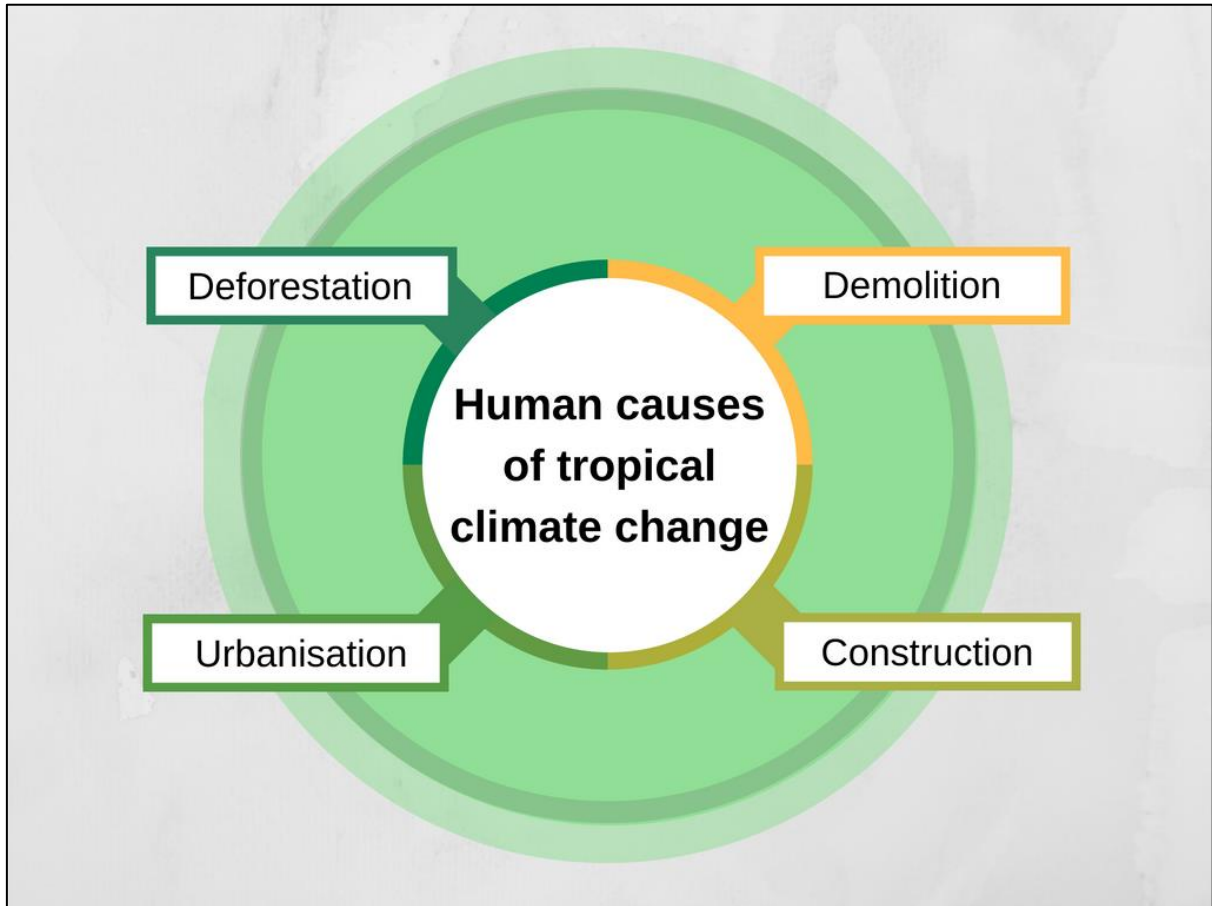 Deforestation
Demolition
Human causes
of tropical
climate change
Urbanisation
Construction